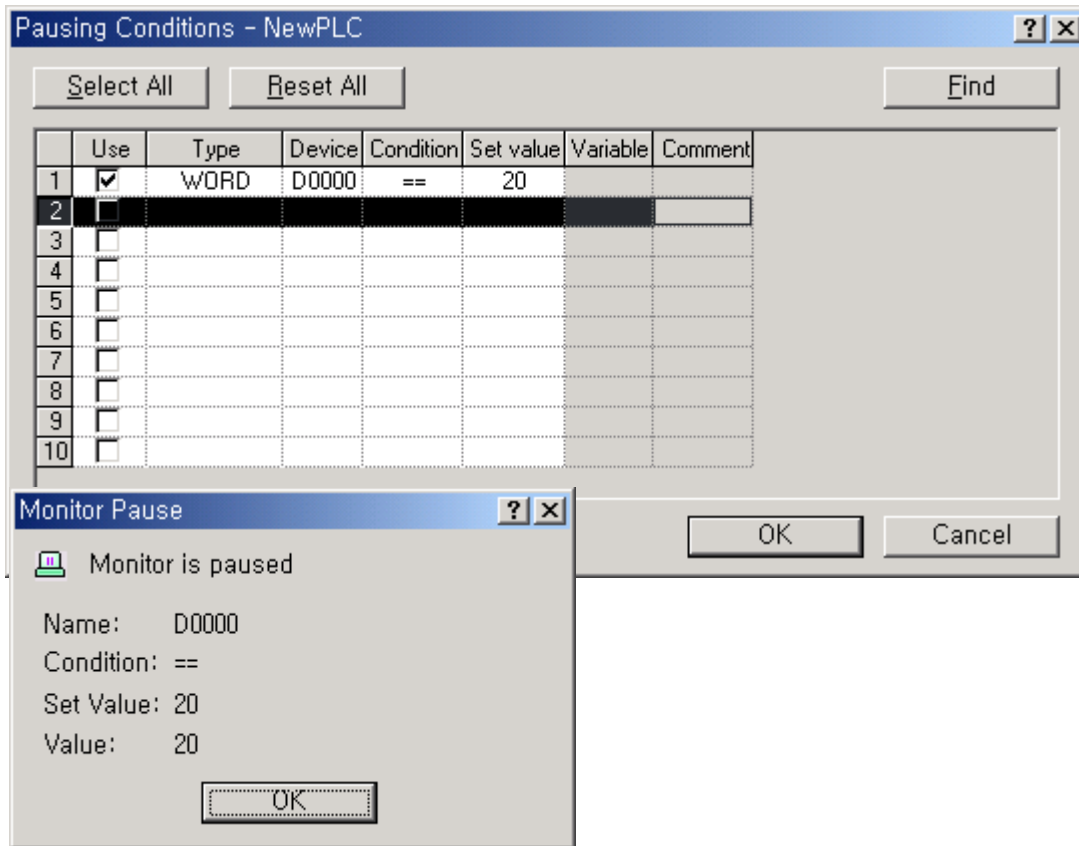 Pausing Conditions - NewPLC
Select All Reset All Find
Use Type Device Condition Set value Variable Comment
1 WORD D0000 == 20
2
3
4
5
6
7
8
9
10
OK Cancel
Monitor Pause
Monitor is paused
Name: D0000
Condition: ==
Set Value: 20
Value: 20
OK